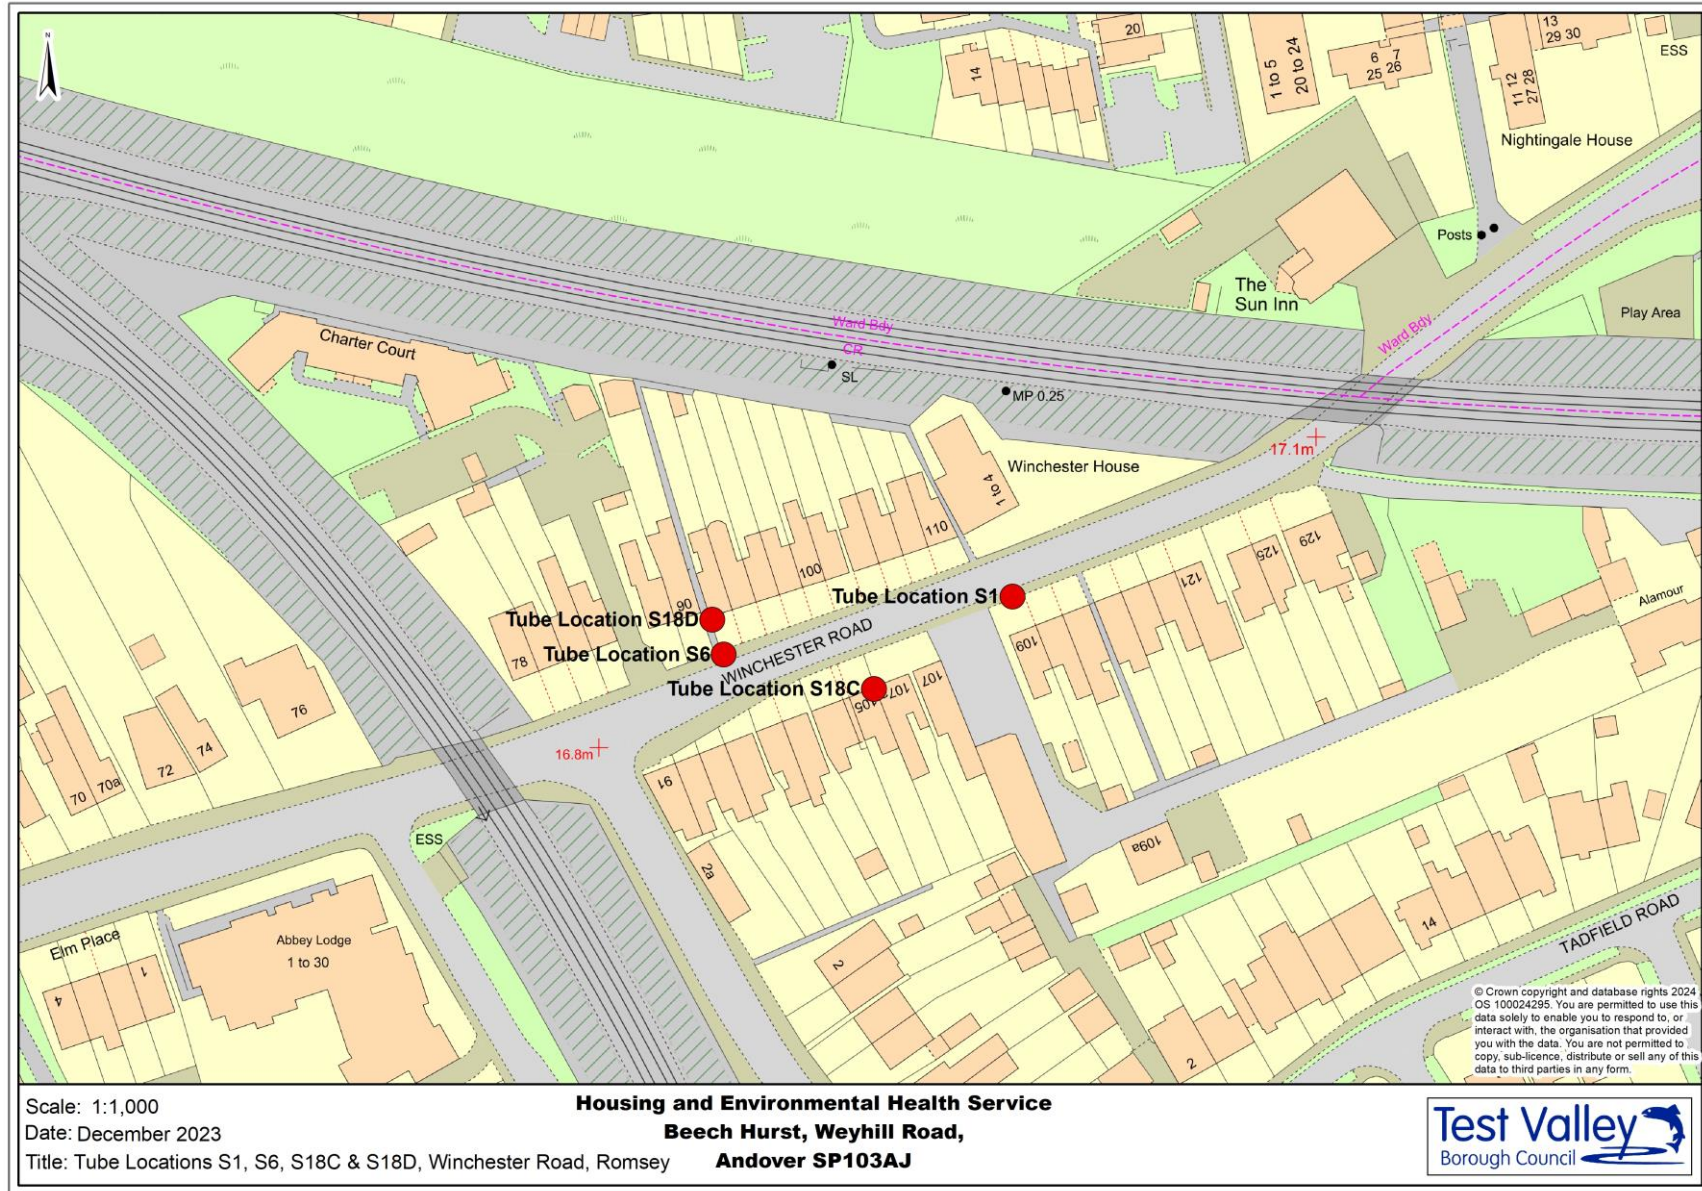 N
20
14
1 to 5
20 to 24
6 7
25 26
13
29 30
11 12
27 28
ESS
Nightingale House
Posts
The
Sun Inn
Play Area
Ward Bdy
Ward Bdy
CR
SL
MP 0.25
Charter Court
17.1m
Winchester House
1 to 4
110
100
90
78
129
125
121
109
Alamour
Tube Location S1
Tube Location S18D
Tube Location S6
WINCHESTER ROAD
Tube Location S18C
105
107
107
76
74
72
70a
70
16.8m
91
2a
ESS
109a
2
14
TADFIELD ROAD
2
Elm Place
1
4
Abbey Lodge
1 to 30
© Crown copyright and database rights 2024
OS 100024295. You are permitted to use this
data solely to enable you to respond to, or
interact with, the organisation that provided
you with the data. You are not permitted to
copy, sub-licence, distribute or sell any of this
data to third parties in any form.
Scale: 1:1,000
Date: December 2023
Title: Tube Locations S1, S6, S18C & S18D, Winchester Road, Romsey
Housing and Environmental Health Service
Beech Hurst, Weyhill Road,
Andover SP103AJ
Test Valley
Borough Council